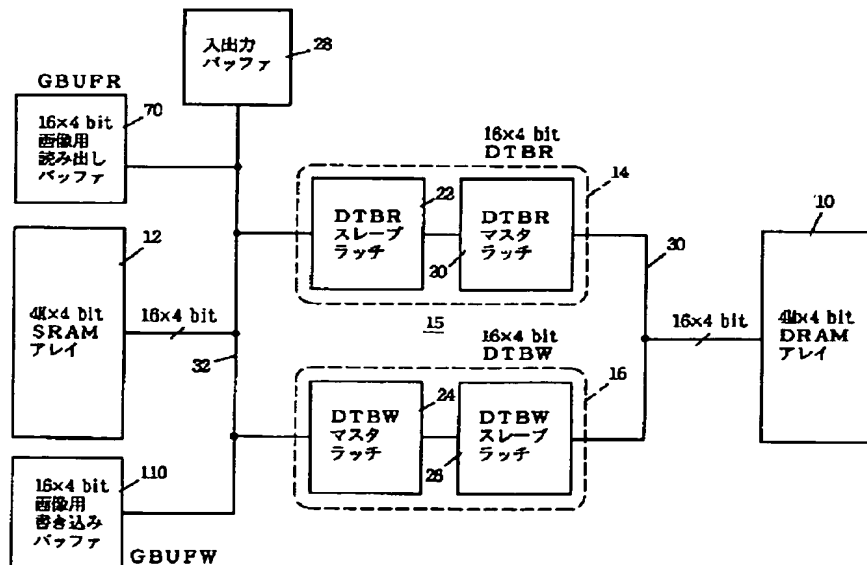 入出力
バッファ
28
GBUFR
70
16×4 bit
画像用
読み出し
バッファ
16×4 bit
DTBR
14
22
DTBR
スレーブ
ラッチ
DTBR
マスタ
ラッチ
20
10
30
12
4K×4 bit
SRAM
アレイ
16×4 bit
32
15
16×4 bit
4M×4 bit
DRAM
アレイ
16×4 bit
DTBW
16
24
DTBW
マスタ
ラッチ
DTBW
スレーブ
ラッチ
26
110
16×4 bit
画像用
書き込み
バッファ
GBUFW